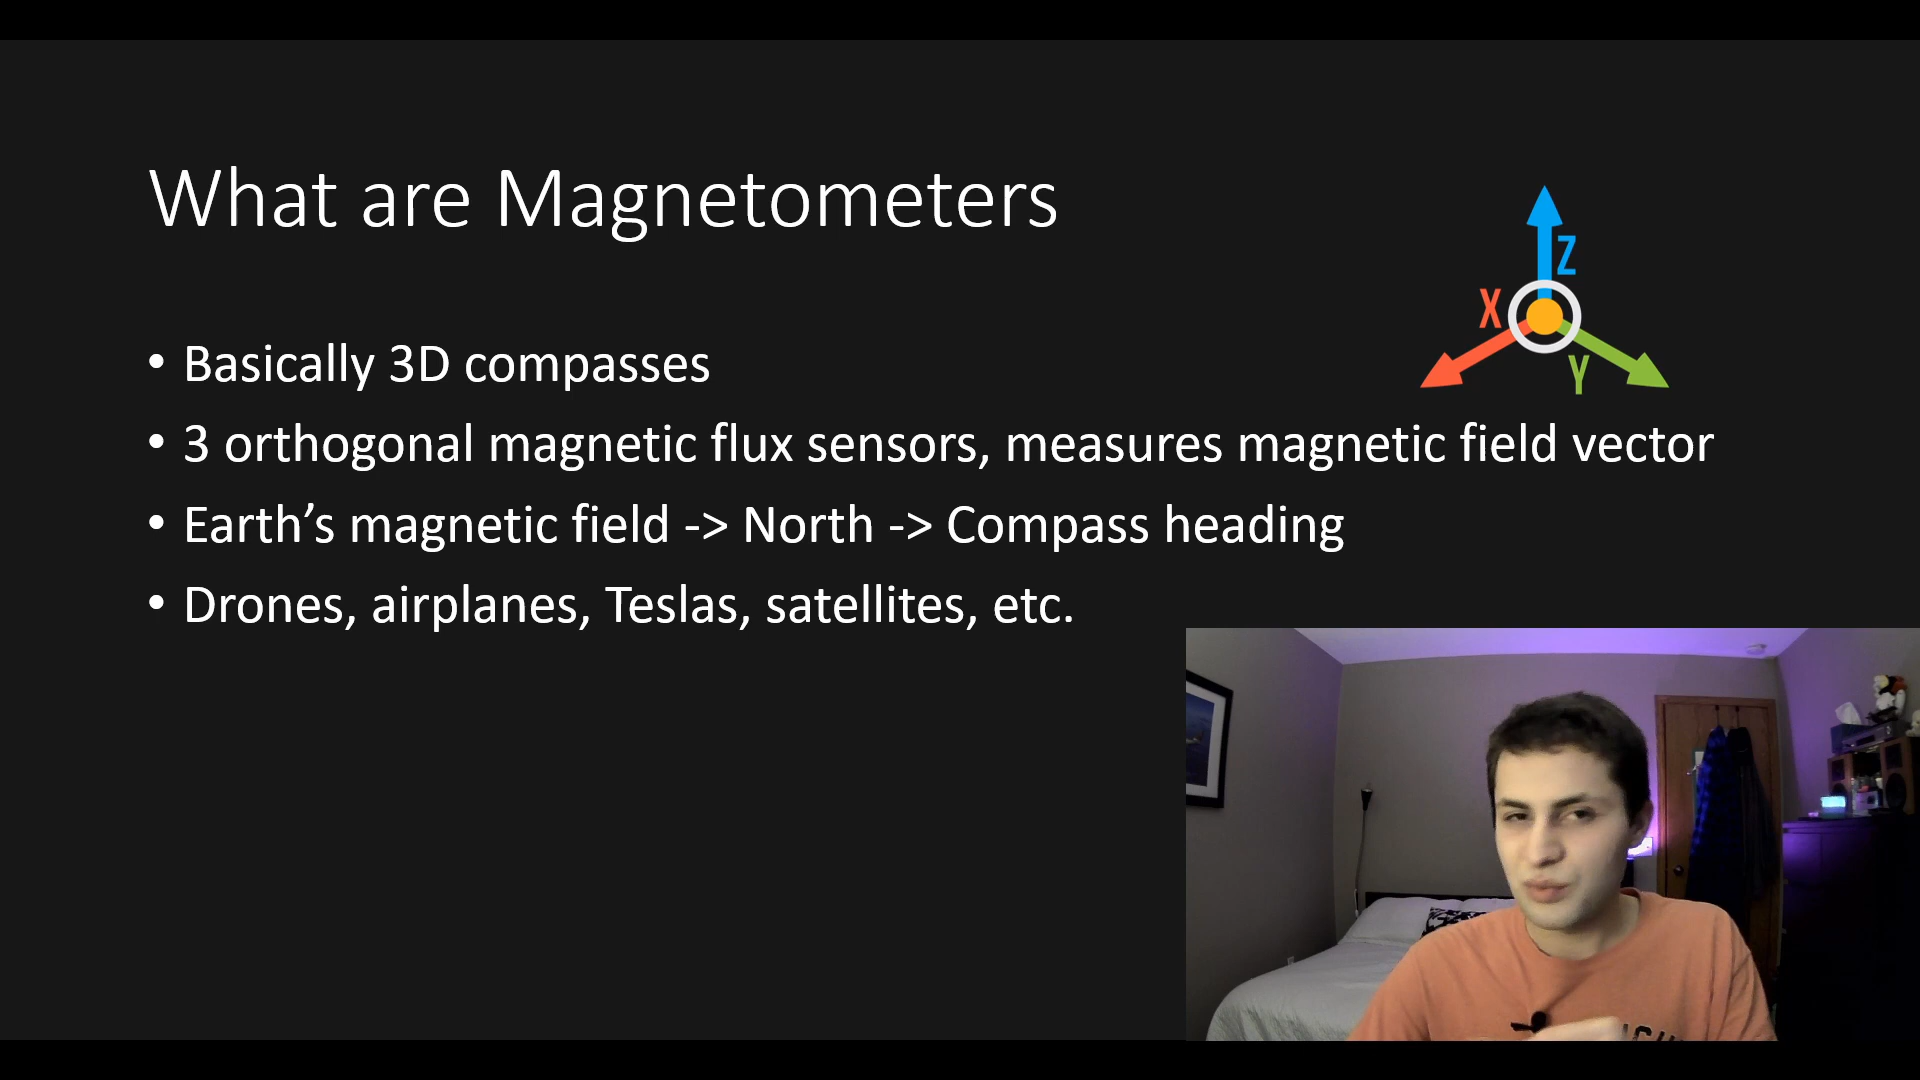 What are Magnetometers
Z
X
Y
• Basically 3D compasses
• 3 orthogonal magnetic flux sensors, measures magnetic field vector
• Earth’s magnetic field -> North -> Compass heading
• Drones, airplanes, Teslas, satellites, etc.